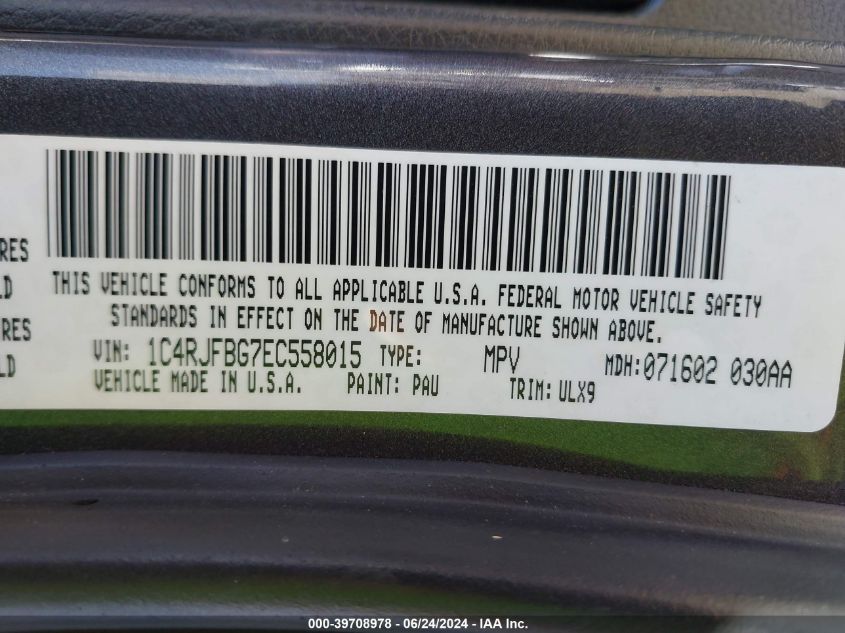 RES
LD
RES
LD
THIS VEHICLE CONFORMS TO ALL APPLICABLE U.S.A. FEDERAL MOTOR VEHICLE SAFETY
STANDARDS IN EFFECT ON THE DATE OF MANUFACTURE SHOWN ABOVE.
VIN: 1C4RJFBG7EC558015 TYPE: MPV MDH:071602 030AA
VEHICLE MADE IN U.S.A. PAINT: PAU TRIM: ULX9
000-39708978 - 06/24/2024 - IAA Inc.